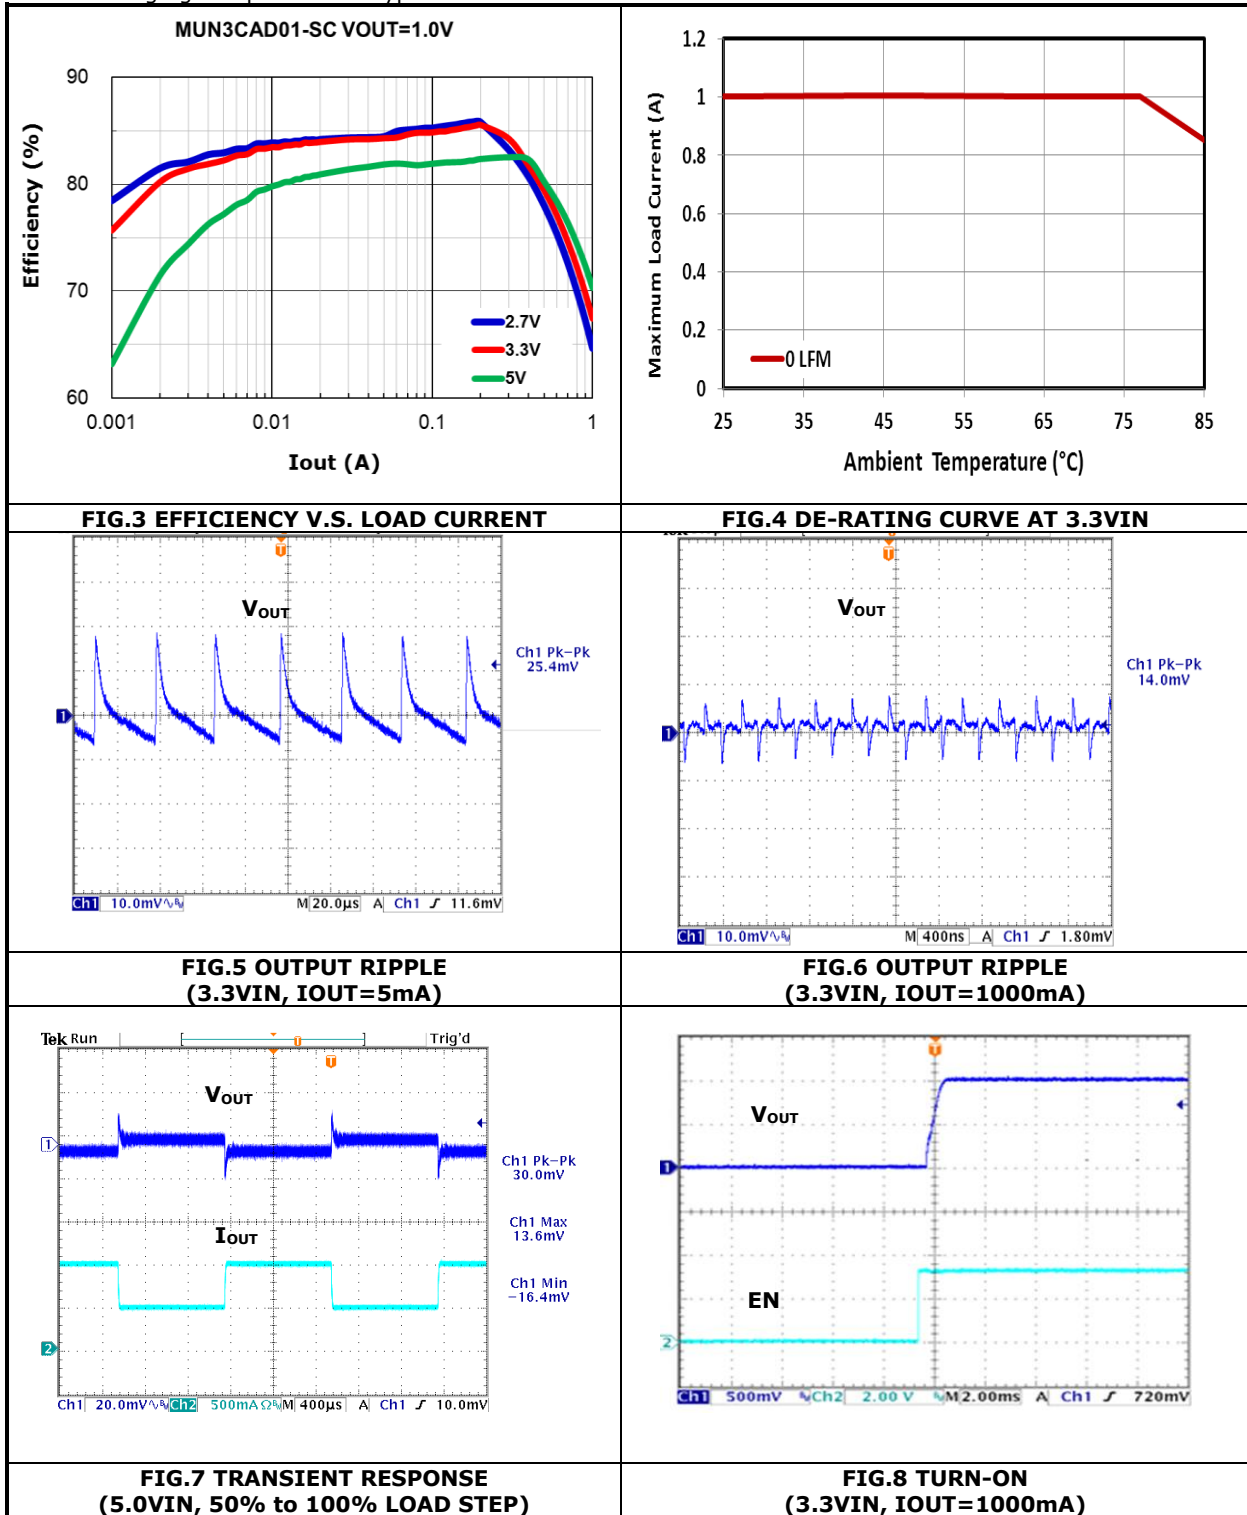 MUN3CAD01-SC VOUT=1.0V
90
80
70
60
Efficiency (%)
2.7V
3.3V
5V
0.001 0.01 0.1 1
Iout (A)
1.2
1
0.8
0.6
0.4
0.2
0
Maximum Load Current (A)
0 LFM
25 35 45 55 65 75 85
Ambient Temperature (°C)
FIG.3 EFFICIENCY V.S. LOAD CURRENT
FIG.4 DE-RATING CURVE AT 3.3VIN
T
VOUT
Ch1 Pk-Pk
25.4mV
1
Ch1 10.0mV M 20.0µs A Ch1 11.6mV
T
VOUT
Ch1 Pk-Pk
14.0mV
1
Ch1 10.0mV M 400ns A Ch1 1.80mV
FIG.5 OUTPUT RIPPLE
(3.3VIN, IOUT=5mA)
FIG.6 OUTPUT RIPPLE
(3.3VIN, IOUT=1000mA)
Tek Run Trig'd
T
T
VOUT
1
Ch1 Pk-Pk
30.0mV
Ch1 Max
13.6mV
IOUT
Ch1 Min
-16.4mV
2
Ch1 20.0mV Ch2 500mA Ω M 400µs A Ch1 10.0mV
T
VOUT
1
EN
2
Ch1 500mV Ch2 2.00 V M 2.00ms A Ch1 720mV
FIG.7 TRANSIENT RESPONSE
(5.0VIN, 50% to 100% LOAD STEP)
FIG.8 TURN-ON
(3.3VIN, IOUT=1000mA)